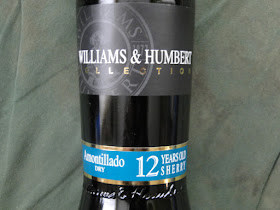 WILLIAMS & HUMBERT
COLLECTION
Amontillado
DRY
12 YEARS OLD
SHERRY